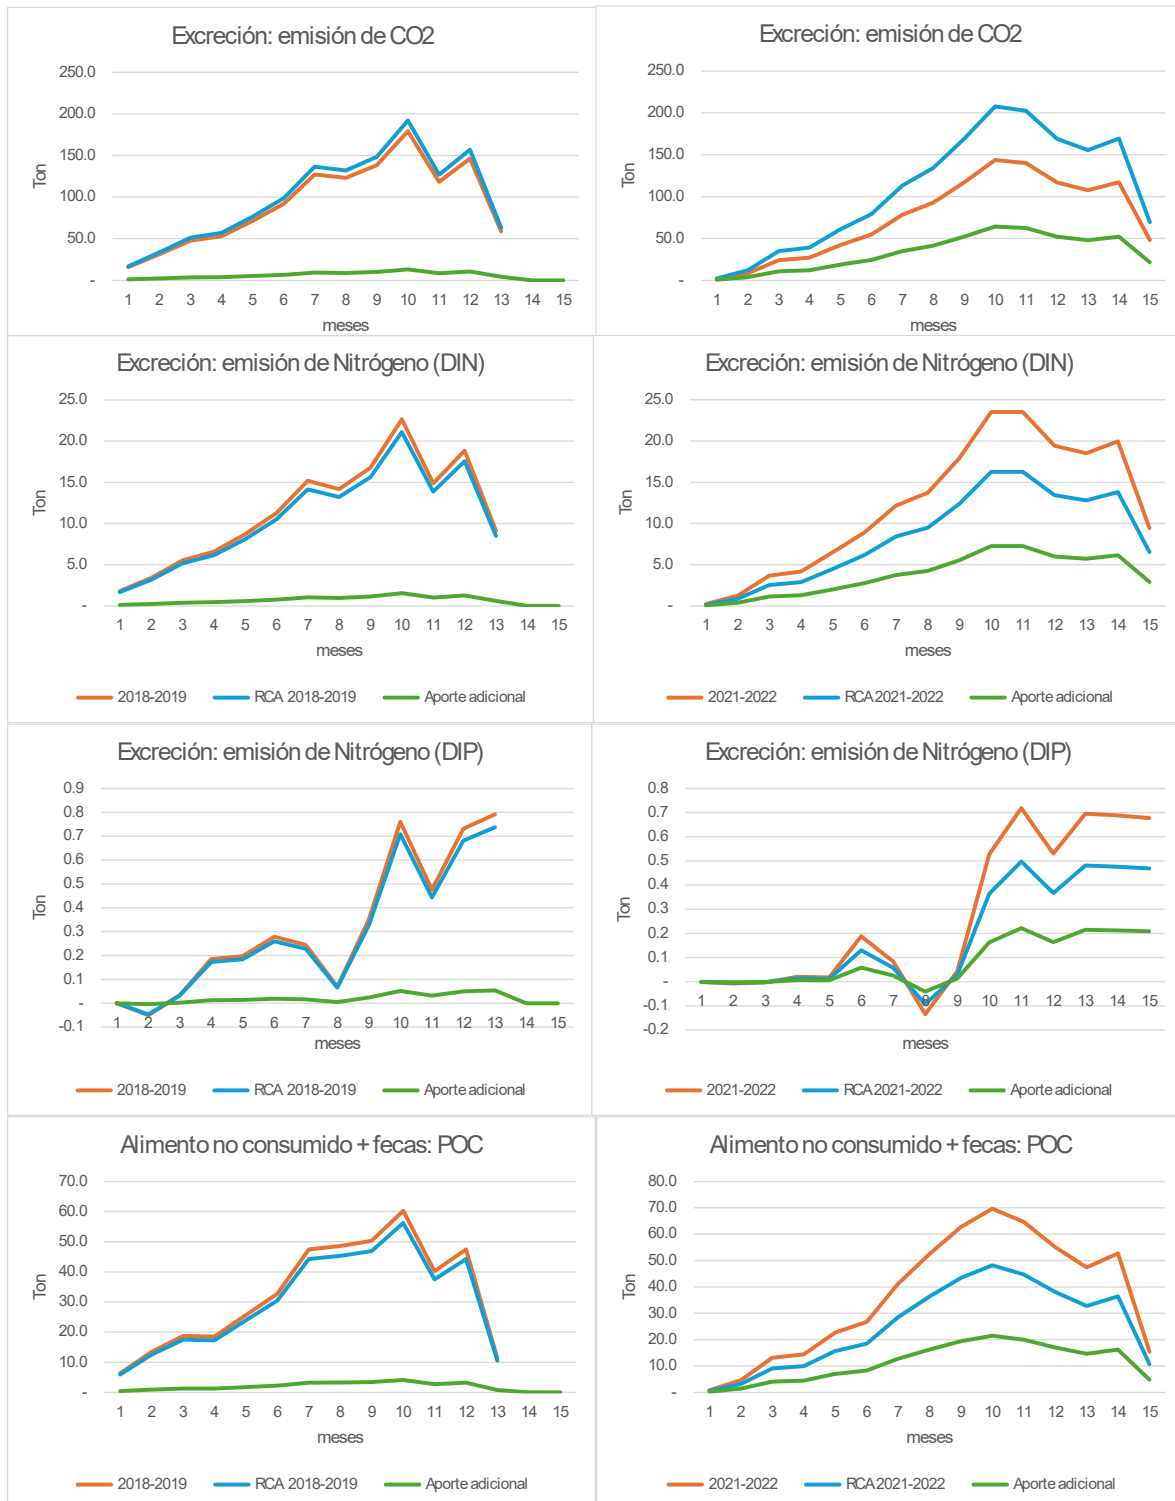 Excreción: emisión de CO2
250.0
200.0
150.0
100.0
50.0
-
Ton
1 2 3 4 5 6 7 8 9 10 11 12 13 14 15
meses
Excreción: emisión de CO2
250.0
200.0
150.0
100.0
50.0
-
Ton
1 2 3 4 5 6 7 8 9 10 11 12 13 14 15
meses
Excreción: emisión de Nitrógeno (DIN)
25.0
20.0
15.0
10.0
5.0
-
Ton
1 2 3 4 5 6 7 8 9 10 11 12 13 14 15
meses
2018-2019 RCA 2018-2019 Aporte adicional
Excreción: emisión de Nitrógeno (DIN)
25.0
20.0
15.0
10.0
5.0
-
Ton
1 2 3 4 5 6 7 8 9 10 11 12 13 14 15
meses
2021-2022 RCA 2021-2022 Aporte adicional
Excreción: emisión de Nitrógeno (DIP)
0.9
0.8
0.7
0.6
0.5
0.4
0.3
0.2
0.1
-
-0.1
Ton
1 2 3 4 5 6 7 8 9 10 11 12 13 14 15
meses
2018-2019 RCA 2018-2019 Aporte adicional
Excreción: emisión de Nitrógeno (DIP)
0.8
0.7
0.6
0.5
0.4
0.3
0.2
0.1
-
-0.1
-0.2
Ton
1 2 3 4 5 6 7 8 9 10 11 12 13 14 15
meses
2021-2022 RCA 2021-2022 Aporte adicional
Alimento no consumido + fecas: POC
70.0
60.0
50.0
40.0
30.0
20.0
10.0
-
Ton
1 2 3 4 5 6 7 8 9 10 11 12 13 14 15
meses
2018-2019 RCA 2018-2019 Aporte adicional
Alimento no consumido + fecas: POC
80.0
70.0
60.0
50.0
40.0
30.0
20.0
10.0
-
Ton
1 2 3 4 5 6 7 8 9 10 11 12 13 14 15
meses
2021-2022 RCA 2021-2022 Aporte adicional